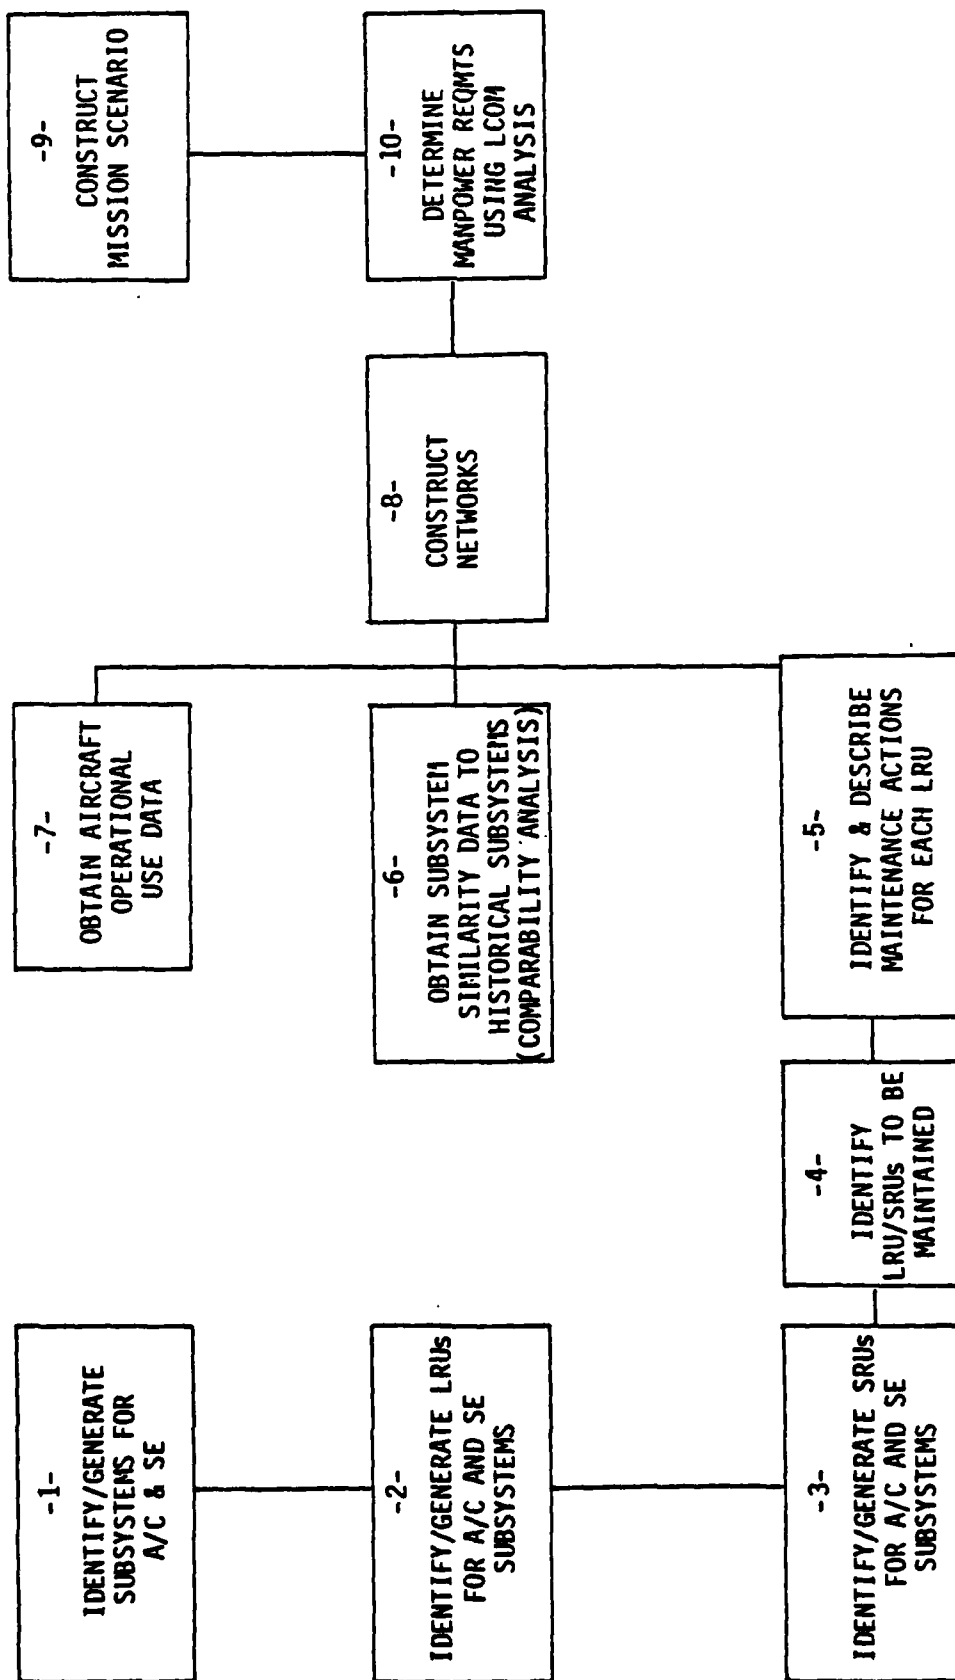 -1-
IDENTIFY/GENERATE
SUBSYSTEMS FOR
A/C & SE
-2-
IDENTIFY/GENERATE LRUs
FOR A/C AND SE
SUBSYSTEMS
-3-
IDENTIFY/GENERATE SRUs
FOR A/C AND SE
SUBSYSTEMS
-4-
IDENTIFY
LRU/SRUs TO BE
MAINTAINED
-5-
IDENTIFY & DESCRIBE
MAINTENANCE ACTIONS
FOR EACH LRU
-6-
OBTAIN SUBSYSTEM
SIMILARITY DATA TO
HISTORICAL SUBSYSTEMS
(COMPARABILITY ANALYSIS)
-7-
OBTAIN AIRCRAFT
OPERATIONAL
USE DATA
-8-
CONSTRUCT
NETWORKS
-9-
CONSTRUCT
MISSION SCENARIO
-10-
DETERMINE
MANPOWER REQMTS
USING LCOM
ANALYSIS